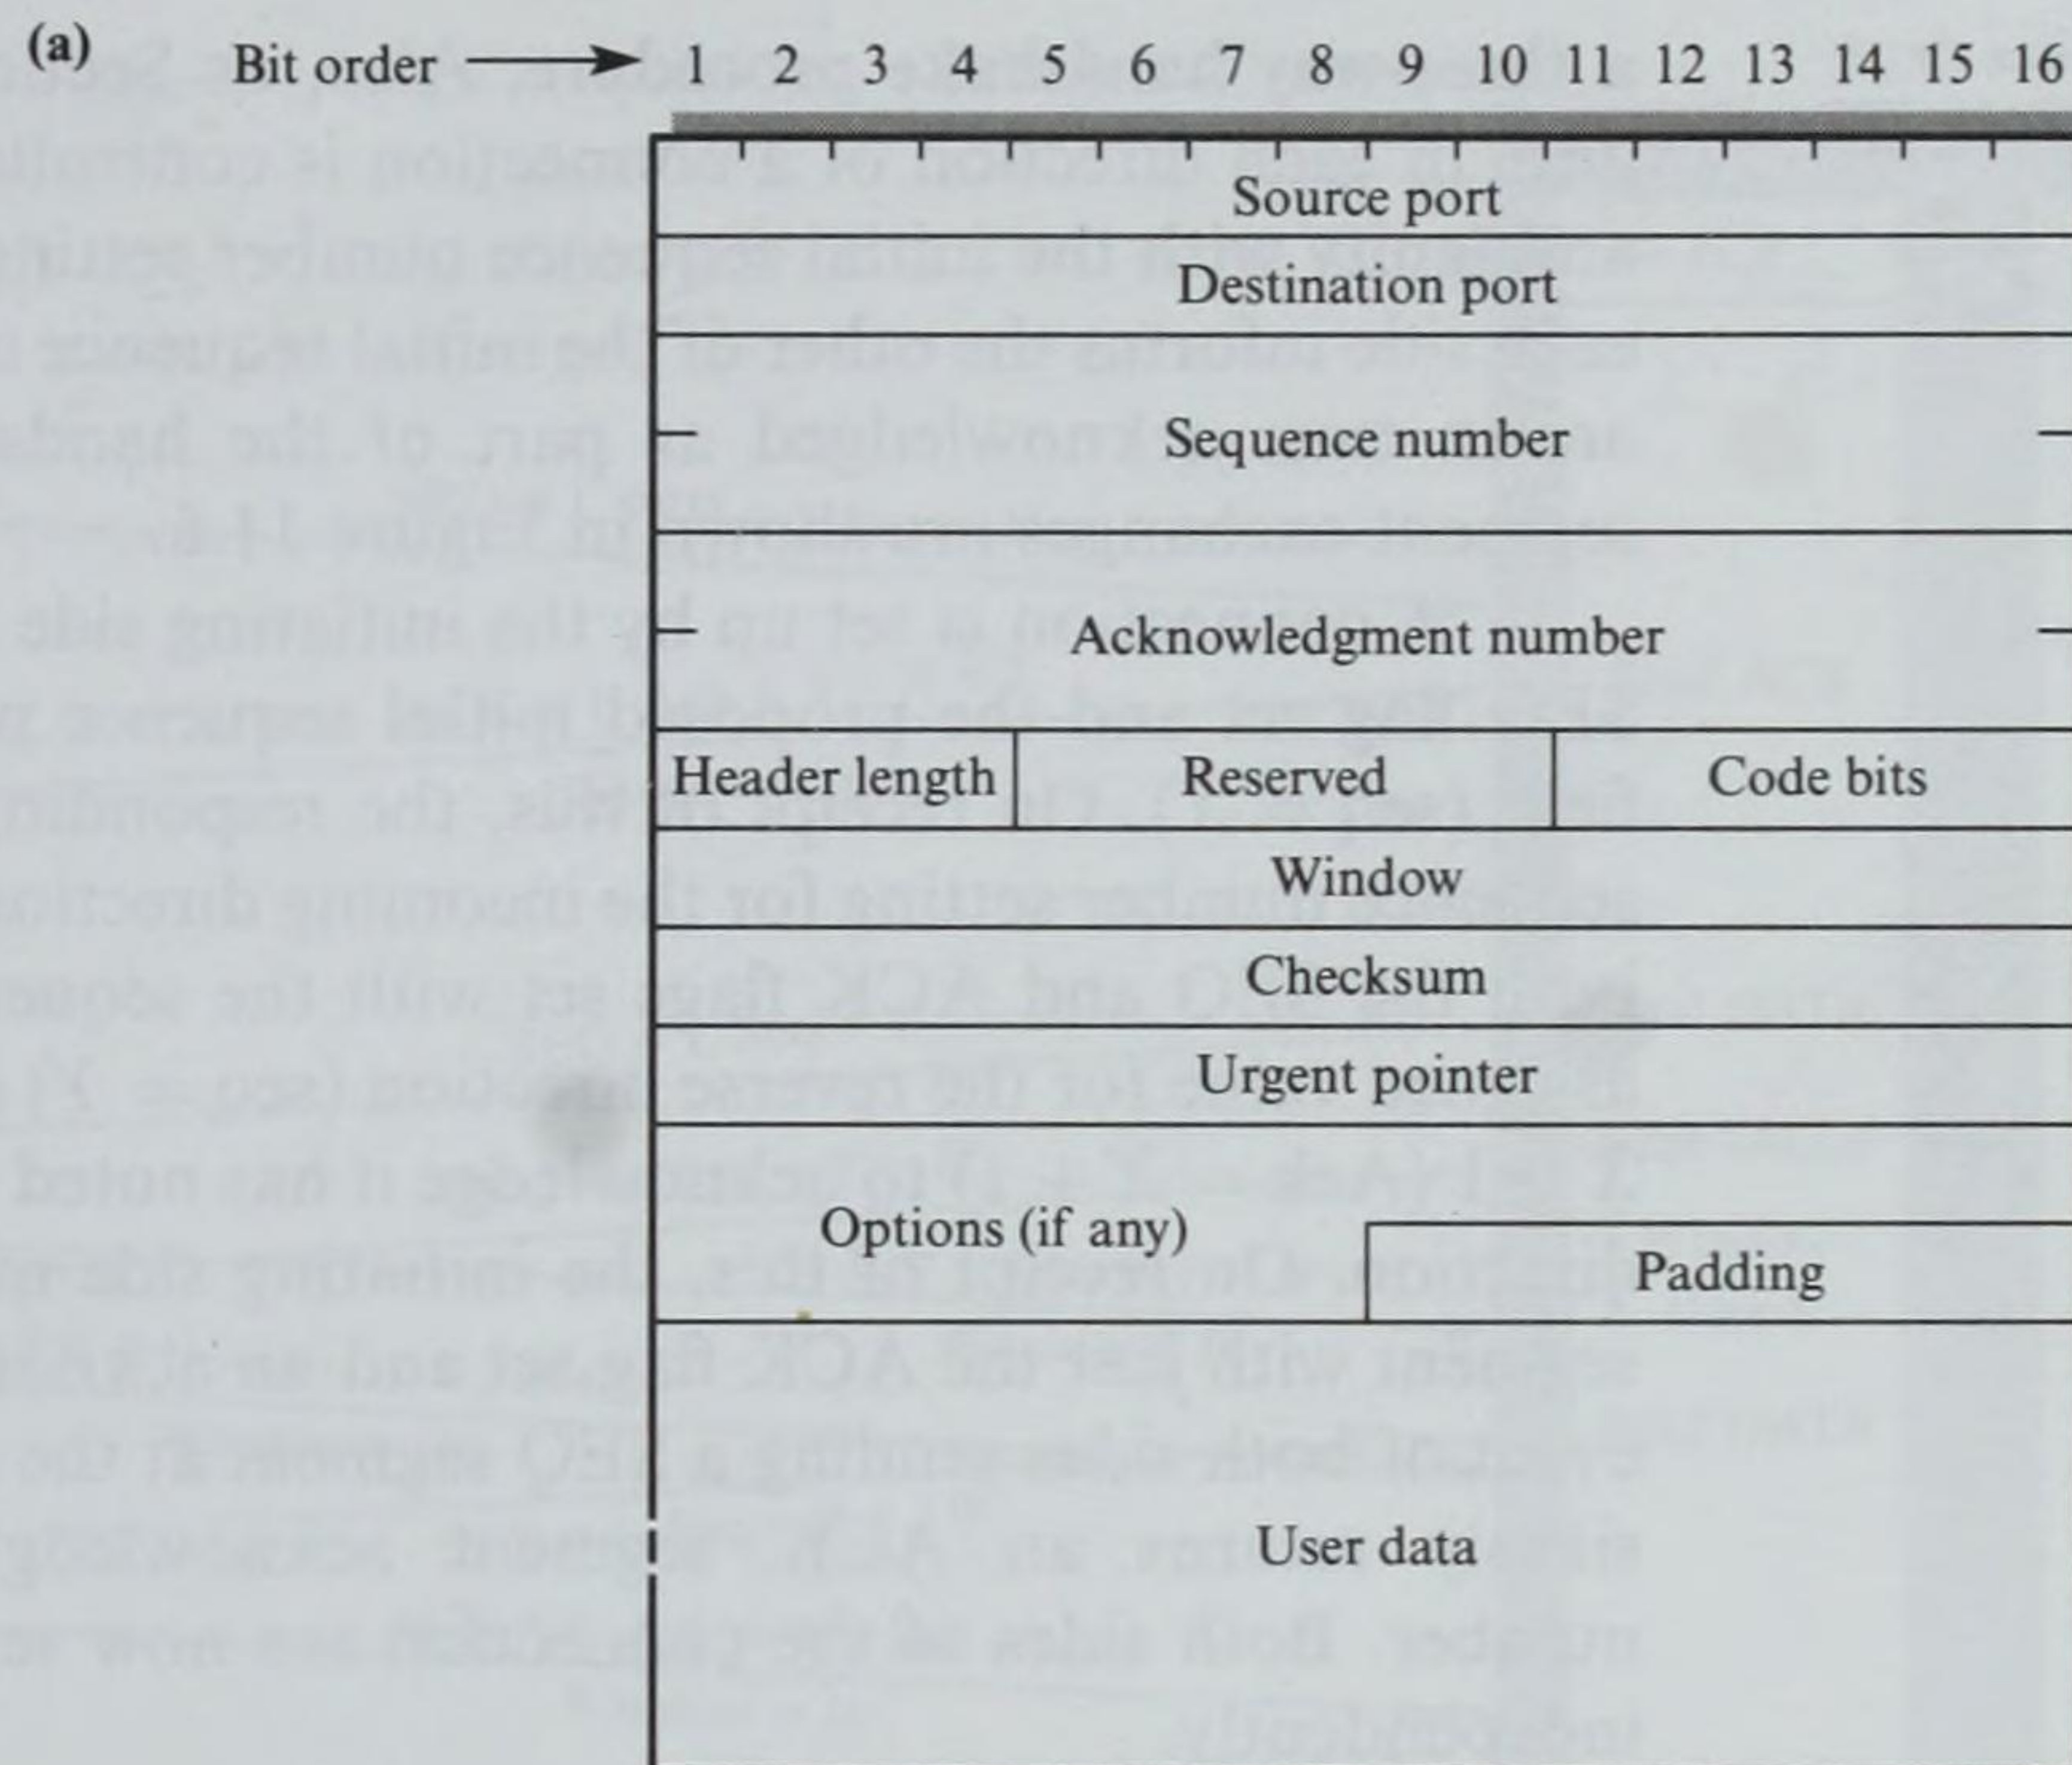 (a)
Bit order 1 2 3 4 5 6 7 8 9 10 11 12 13 14 15 16
Source port
Destination port
Sequence number
Acknowledgment number
Header length Reserved Code bits
Window
Checksum
Urgent pointer
Options (if any)
Padding
User data